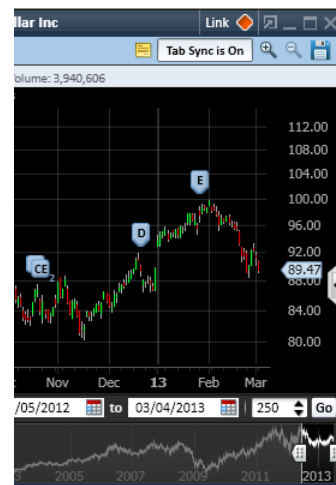 llar Inc Link
Tab Sync is On
olume: 3,940,606
112.00
108.00
104.00
100.00
E
96.00
D
92.00
CE 2
89.47
88.00
84.00
80.00
Nov Dec 13 Feb Mar
/05/2012 to 03/04/2013 250 Go
3 2005 2007 2009 2011 2013